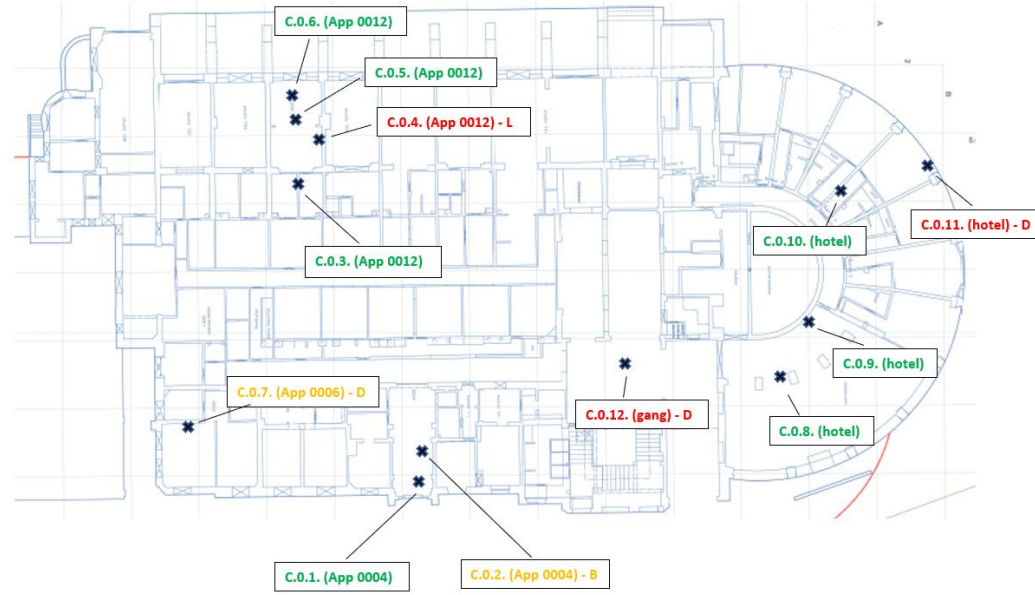 C.0.6. (App 0012)
A
C.0.5. (App 0012)
2
B
C.0.4. (App 0012) - L
C.0.11. (hotel) - D
C.0.10. (hotel)
C.0.3. (App 0012)
C.0.9. (hotel)
C.0.7. (App 0006) - D
C.0.12. (gang) - D
C.0.8. (hotel)
C.0.1. (App 0004)
C.0.2. (App 0004) - B